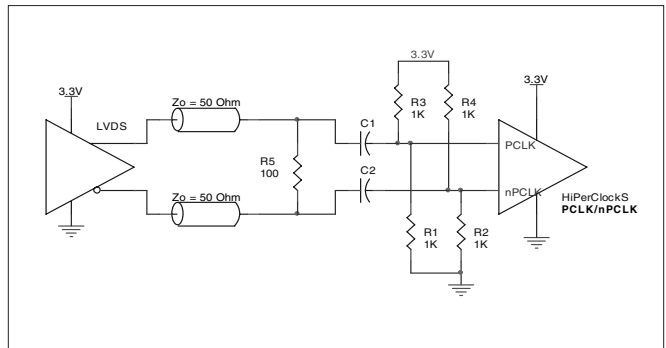 3.3V
3.3V
3.3V
Zo = 50 Ohm
LVDS
R3
1K
R4
1K
C1
PCLK
R5
100
C2
Zo = 50 Ohm
nPCLK
HiPerClockS
PCLK/nPCLK
R1
1K
R2
1K